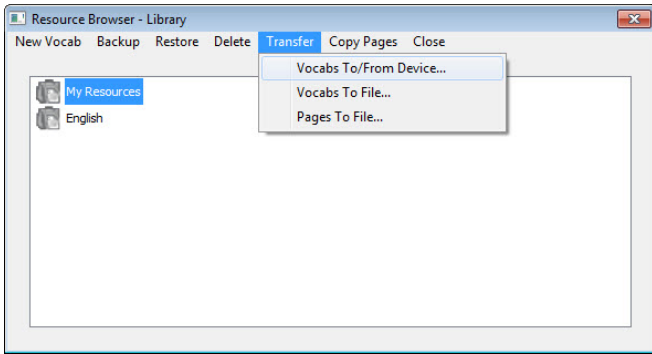 Resource Browser - Library
New Vocab Backup Restore Delete Transfer Copy Pages Close
Vocabs To/From Device...
My Resources
Vocabs To File...
English
Pages To File...